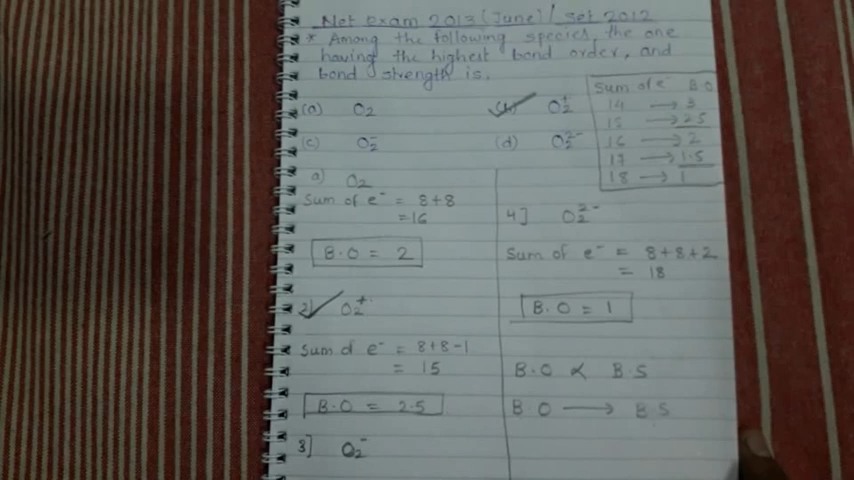 Net exam 2013 (June) / set 2012
* Among the following species, the one
having the highest bond order, and
bond strength is.
(a) O₂
(b) O₂⁺
(c) O₂⁻
(d) O₂²⁻
Sum of e⁻ B.O
14 → 3
15 → 2.5
16 → 2
17 → 1.5
18 → 1
a) O₂
Sum of e⁻ = 8+8
=16
B.O = 2
2] O₂⁺
Sum of e⁻ = 8+8-1
= 15
B.O = 2.5
3] O₂⁻
4] O₂²⁻
Sum of e⁻ = 8+8+2
= 18
B.O = 1
B.O ∝ B.S
B O → B.S